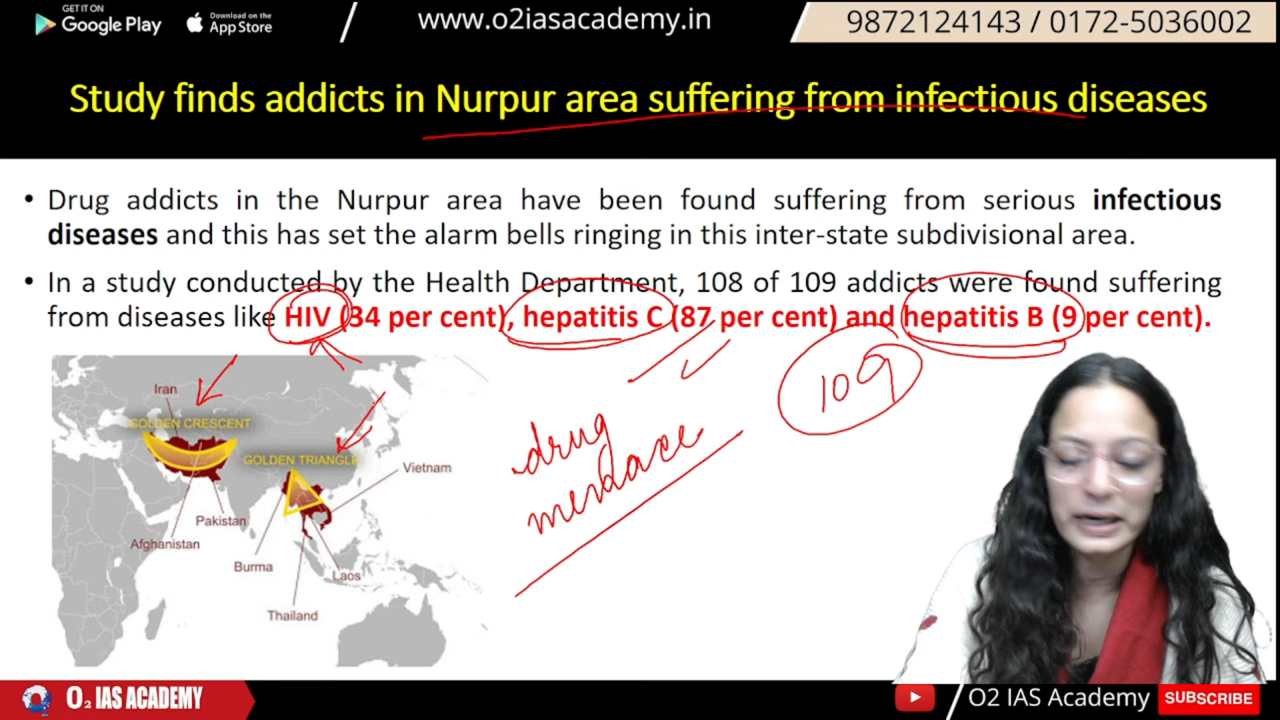 GET IT ON
Google Play
Download on the
App Store
www.o2iasacademy.in
9872124143 / 0172-5036002
Study finds addicts in Nurpur area suffering from infectious diseases
• Drug addicts in the Nurpur area have been found suffering from serious infectious
diseases and this has set the alarm bells ringing in this inter-state subdivisional area.
• In a study conducted by the Health Department, 108 of 109 addicts were found suffering
from diseases like HIV (34 per cent), hepatitis C (87 per cent) and hepatitis B (9 per cent).
109
drug
Iran
GOLDEN CRESCENT
GOLDEN TRIANGLE
Vietnam
Pakistan
Afghanistan
Burma
Laos
Thailand
O2 IAS ACADEMY
O2 IAS Academy
SUBSCRIBE